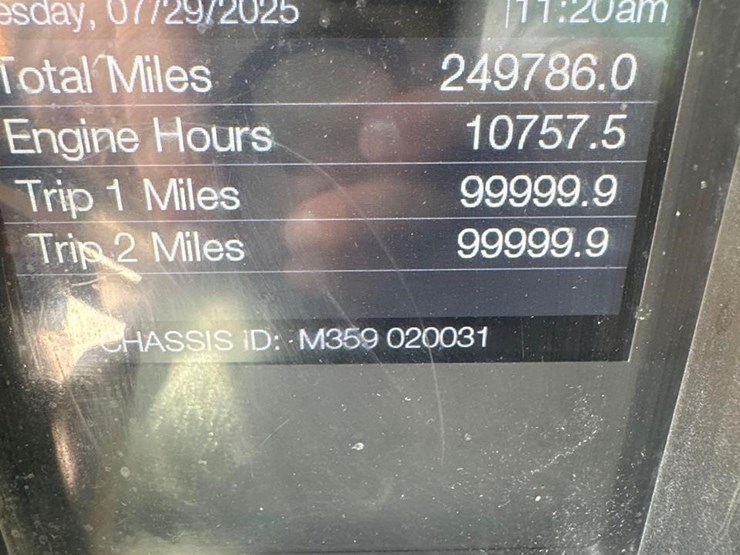 esday, 07/29/2025 11:20am
Total Miles 249786.0
Engine Hours 10757.5
Trip 1 Miles 99999.9
Trip 2 Miles 99999.9
CHASSIS ID: M359 020031